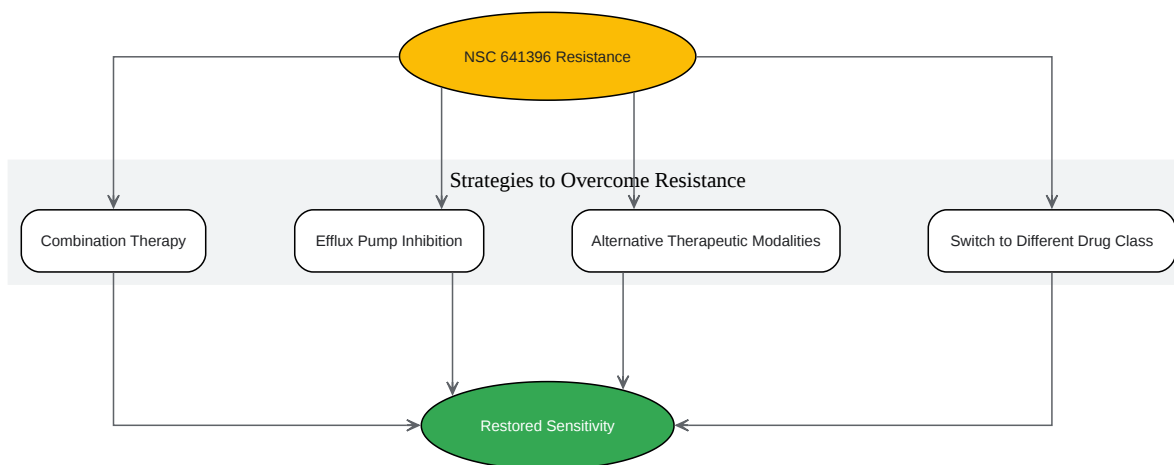 NSC 641396 Resistance
Strategies to Overcome Resistance
Combination Therapy
Efflux Pump Inhibition
Alternative Therapeutic Modalities
Switch to Different Drug Class
Restored Sensitivity